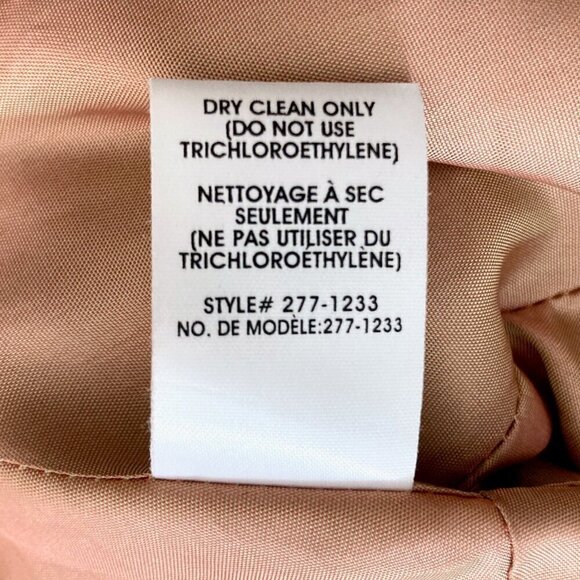 DRY CLEAN ONLY
(DO NOT USE
TRICHLOROETHYLENE)
NETTOYAGE À SEC
SEULEMENT
(NE PAS UTILISER DU
TRICHLOROÉTHYLÈNE)
STYLE# 277-1233
NO. DE MODÈLE:277-1233